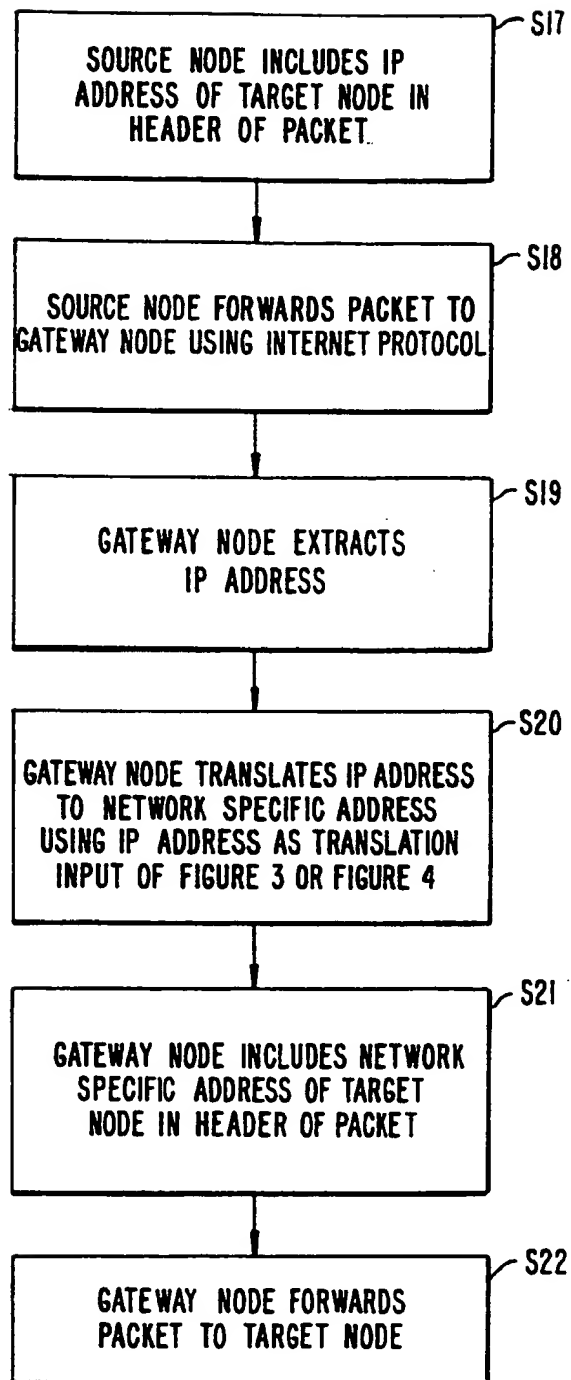 S17
SOURCE NODE INCLUDES IP
ADDRESS OF TARGET NODE IN
HEADER OF PACKET
S18
SOURCE NODE FORWARDS PACKET TO
GATEWAY NODE USING INTERNET PROTOCOL
S19
GATEWAY NODE EXTRACTS
IP ADDRESS
S20
GATEWAY NODE TRANSLATES IP ADDRESS
TO NETWORK SPECIFIC ADDRESS
USING IP ADDRESS AS TRANSLATION
INPUT OF FIGURE 3 OR FIGURE 4
S21
GATEWAY NODE INCLUDES NETWORK
SPECIFIC ADDRESS OF TARGET
NODE IN HEADER OF PACKET
S22
GATEWAY NODE FORWARDS
PACKET TO TARGET NODE